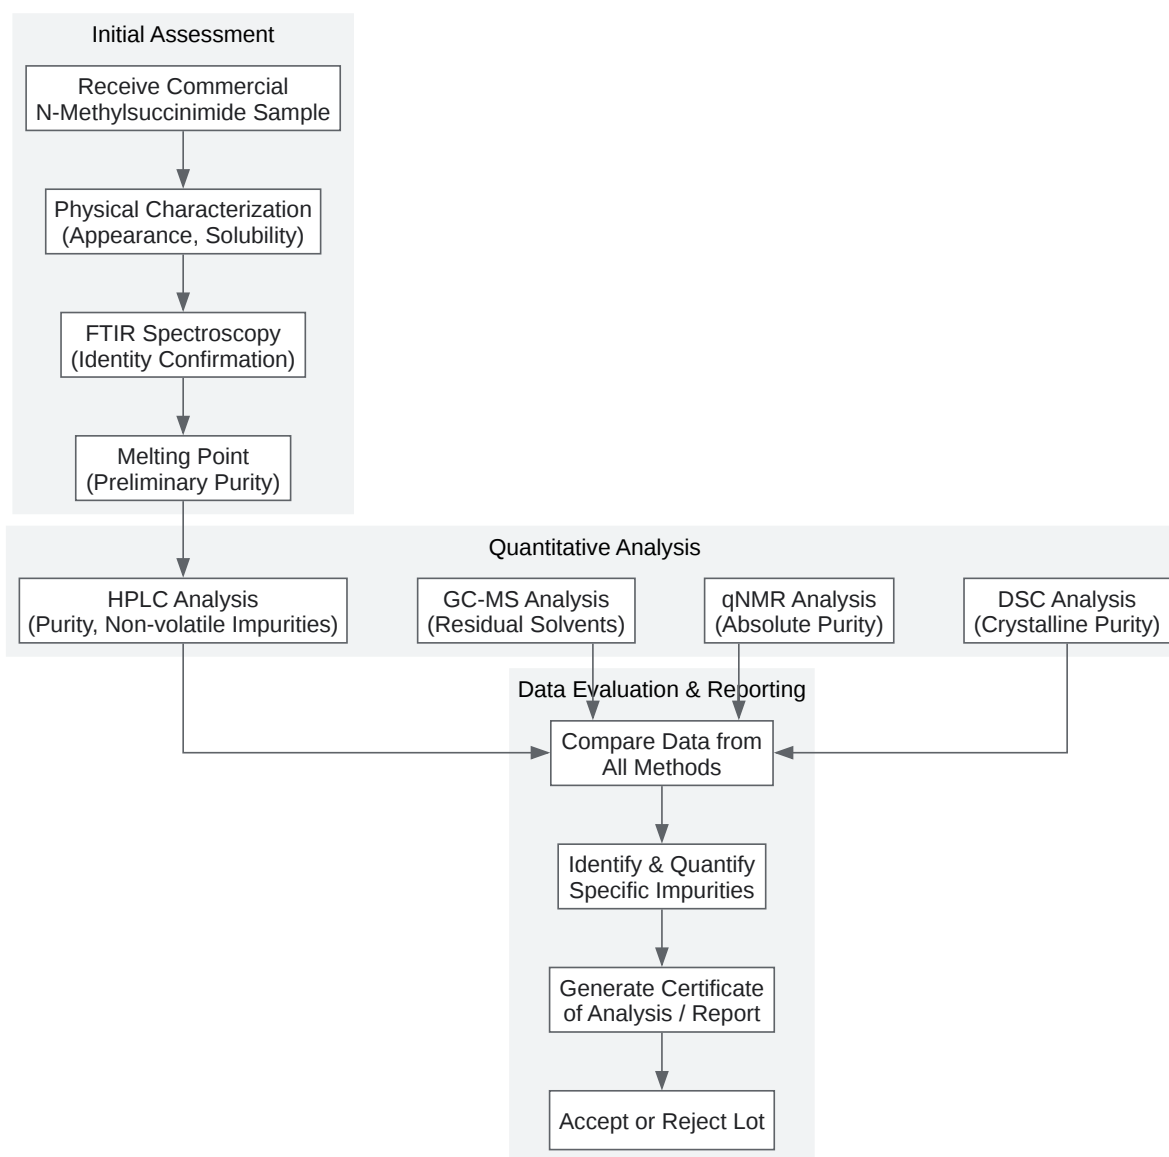 Initial Assessment
Receive Commercial
N-Methylsuccinimide Sample
Physical Characterization
(Appearance, Solubility)
FTIR Spectroscopy
(Identity Confirmation)
Melting Point
(Preliminary Purity)
Quantitative Analysis
HPLC Analysis
(Purity, Non-volatile Impurities)
GC-MS Analysis
(Residual Solvents)
qNMR Analysis
(Absolute Purity)
DSC Analysis
(Crystalline Purity)
Data Evaluation & Reporting
Compare Data from
All Methods
Identify & Quantify
Specific Impurities
Generate Certificate
of Analysis / Report
Accept or Reject Lot